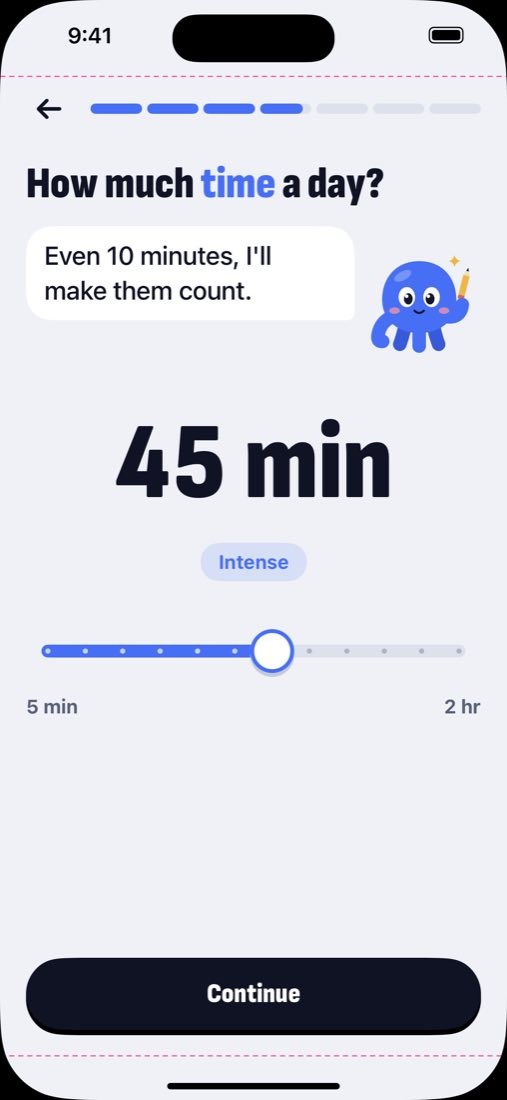 9:41
How much time a day?
Even 10 minutes, I'll
make them count.
45 min
Intense
5 min
2 hr
Continue